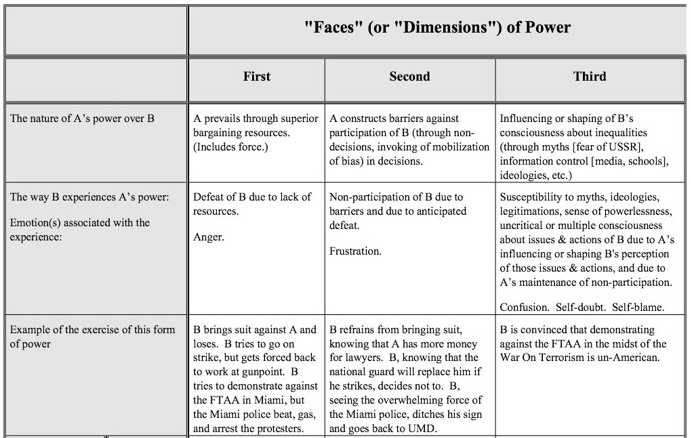 "Faces" (or "Dimensions") of Power
First
Second
Third
The nature of A's power over B
A prevails through superior
bargaining resources.
(Includes force.)
A constructs barriers against
participation of B (through non-
decisions, invoking of mobilization
of bias) in decisions.
Influencing or shaping of B's
consciousness about inequalities
(through myths [fear of USSR],
information control [media, schools],
ideologies, etc.)
The way B experiences A's power:
Emotion(s) associated with the
experience:
Defeat of B due to lack of
resources.
Anger.
Non-participation of B due to
barriers and due to anticipated
defeat.
Frustration.
Susceptibility to myths, ideologies,
legitimations, sense of powerlessness,
uncritical or multiple consciousness
about issues & actions of B due to A's
influencing or shaping B's perception
of those issues & actions, and due to
A's maintenance of non-participation.
Confusion. Self-doubt. Self-blame.
Example of the exercise of this form
of power
B brings suit against A and
loses. B tries to go on
strike, but gets forced back
to work at gunpoint. B
tries to demonstrate against
the FTAA in Miami, but
the Miami police beat, gas,
and arrest the protesters.
B refrains from bringing suit,
knowing that A has more money
for lawyers. B, knowing that the
national guard will replace him if
he strikes, decides not to. B,
seeing the overwhelming force of
the Miami police, ditches his sign
and goes back to UMD.
B is convinced that demonstrating
against the FTAA in the midst of the
War On Terrorism is un-American.